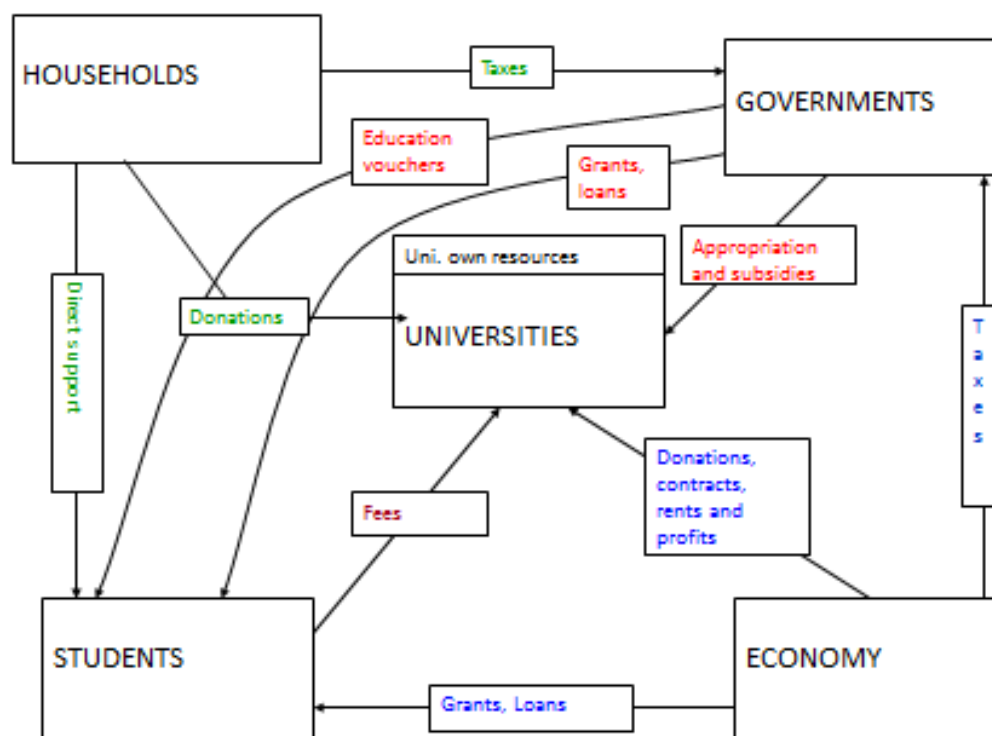 HOUSEHOLDS
Taxes
GOVERNMENTS
Education
vouchers
Grants,
loans
Uni. own resources
Appropriation
and subsidies
Direct support
Donations
UNIVERSITIES
Taxes
Donations,
contracts,
rents and
profits
Fees
STUDENTS
ECONOMY
Grants, Loans